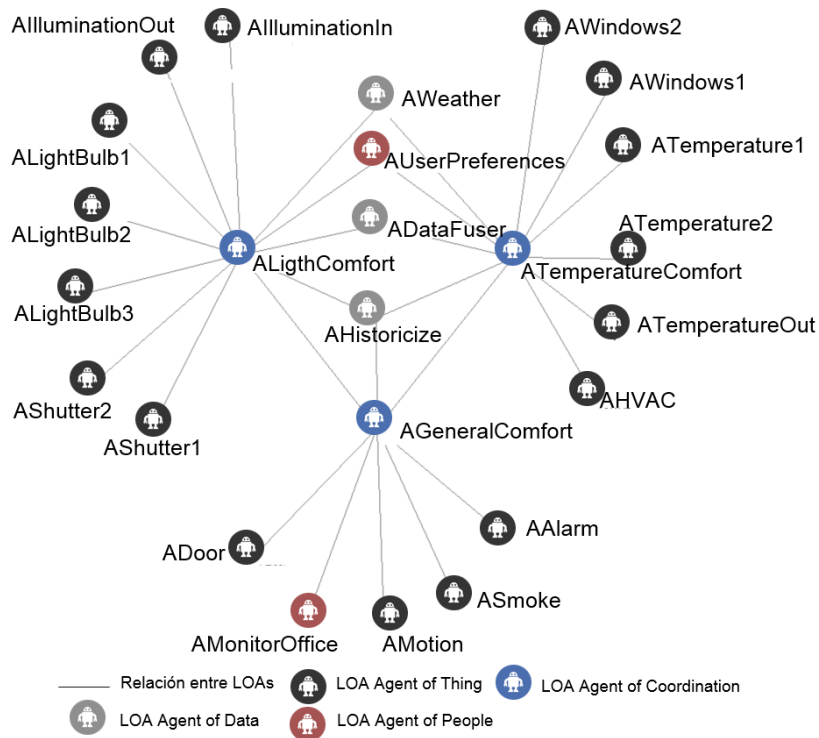 AIlluminationOut
AIlluminationIn
AWindows2
AWeather
AWindows1
ALightBulb1
AUserPreferences
ATemperature1
ALightBulb2
ADataFuser
ATemperature2
ALigthComfort
ATemperatureComfort
ALightBulb3
AHistoricize
ATemperatureOut
AShutter2
AHVAC
AShutter1
AGeneralComfort
ADoor
AAlarm
ASmoke
AMonitorOffice
AMotion
Relación entre LOAs
LOA Agent of Thing
LOA Agent of Coordination
LOA Agent of Data
LOA Agent of People